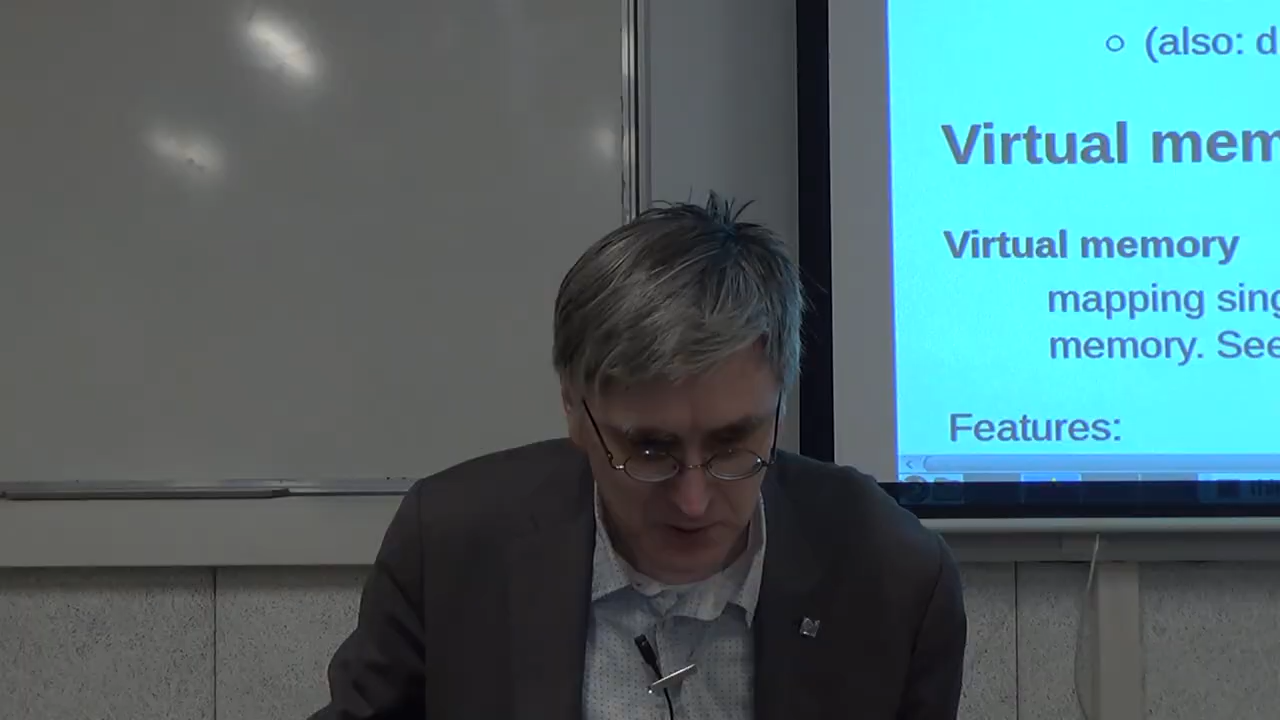 (also: d
Virtual mem
Virtual memory
mapping sing
memory. See
Features: